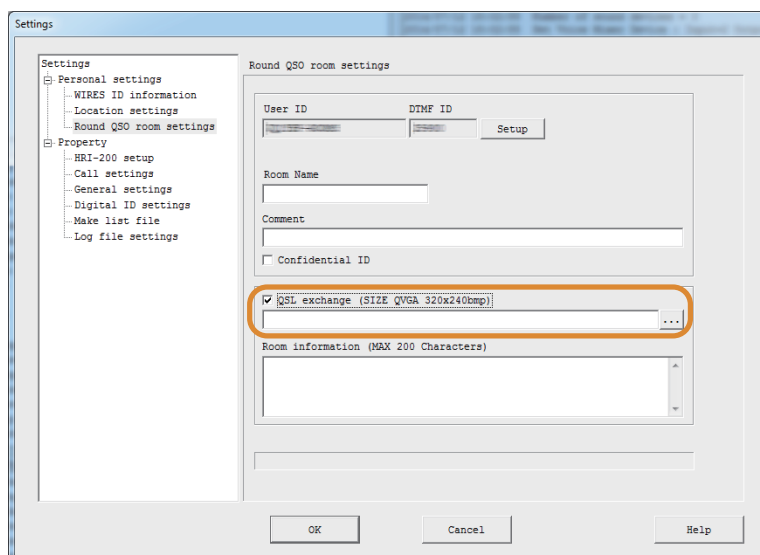 Settings
Settings
Personal settings
WIRES ID information
Location settings
Round QSO room settings
Property
HRI-200 setup
Call settings
General settings
Digital ID settings
Make list file
Log file settings
Round QSO room settings
User ID DTMF ID
Setup
Room Name
Comment
Confidential ID
QSL exchange (SIZE QVGA 320x240bmp)
...
Room information (MAX 200 Characters)
OK Cancel Help